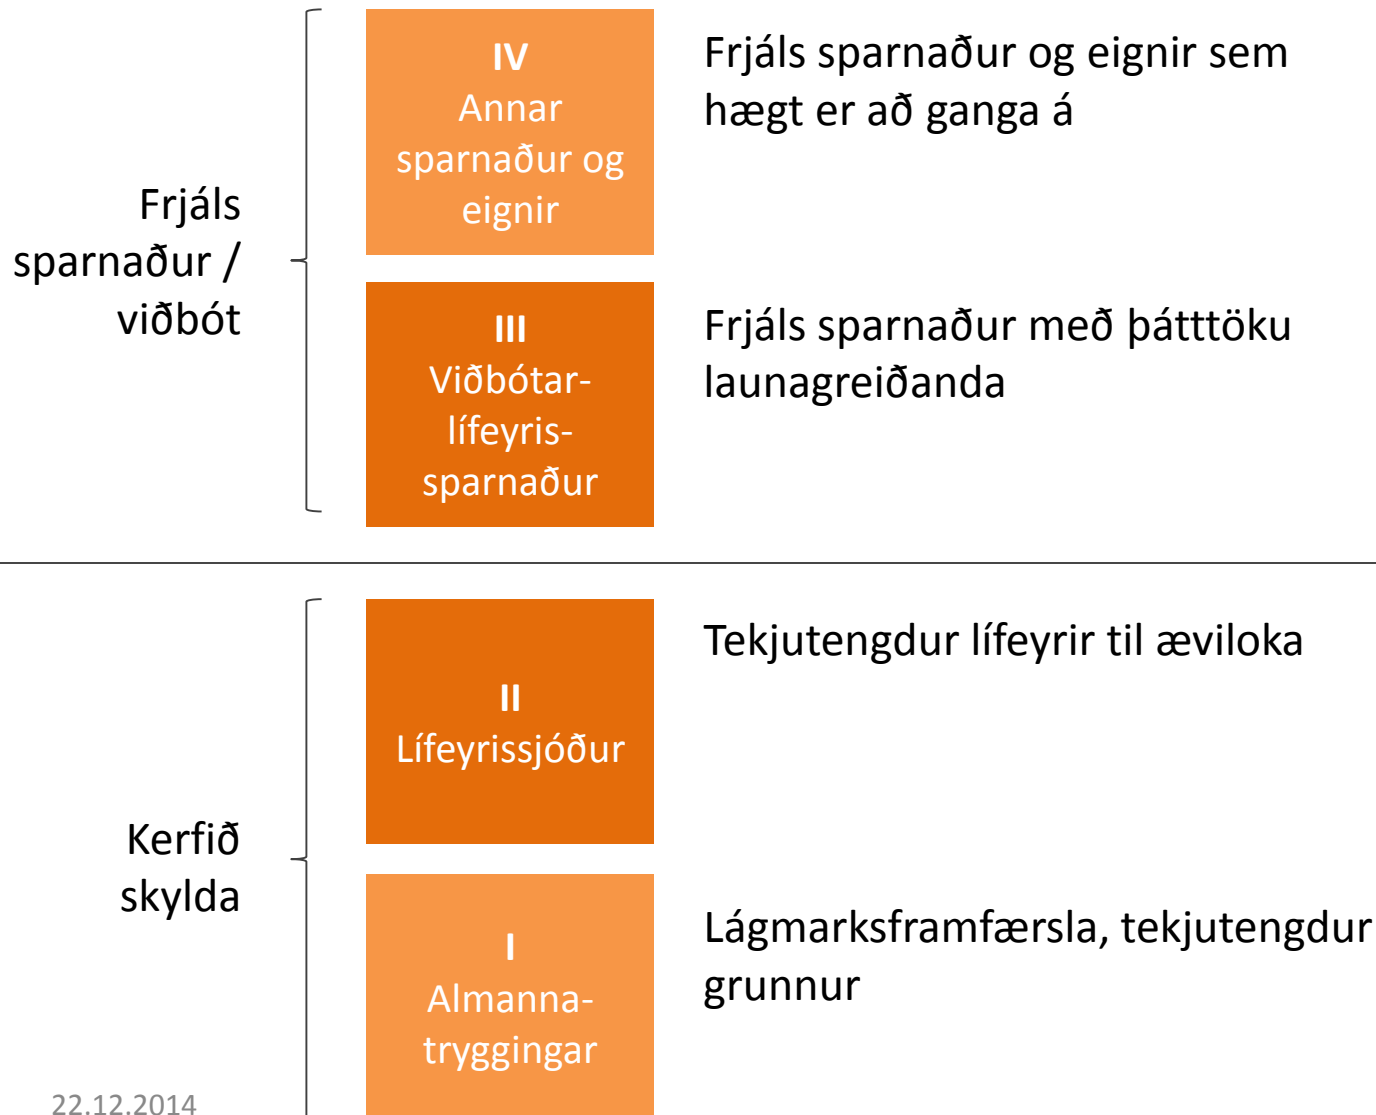 Frjáls
sparnaður /
viðbót
IV
Annar
sparnaður og
eignir
Frjáls sparnaður og eignir sem
hægt er að ganga á
III
Viðbótar-
lífeyris-
sparnaður
Frjáls sparnaður með þátttöku
launagreiðanda
Kerfið
skylda
II
Lífeyrissjóður
Tekjutengdur lífeyrir til æviloka
I
Almanna-
tryggingar
Lágmarksframfærsla, tekjutengdur
grunnur
22.12.2014